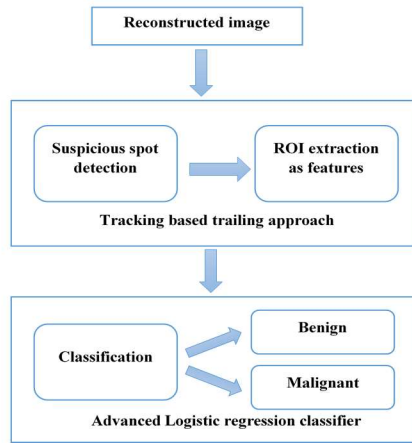 Reconstructed image
Suspicious spot
detection
ROI extraction
as features
Tracking based trailing approach
Classification
Benign
Malignant
Advanced Logistic regression classifier